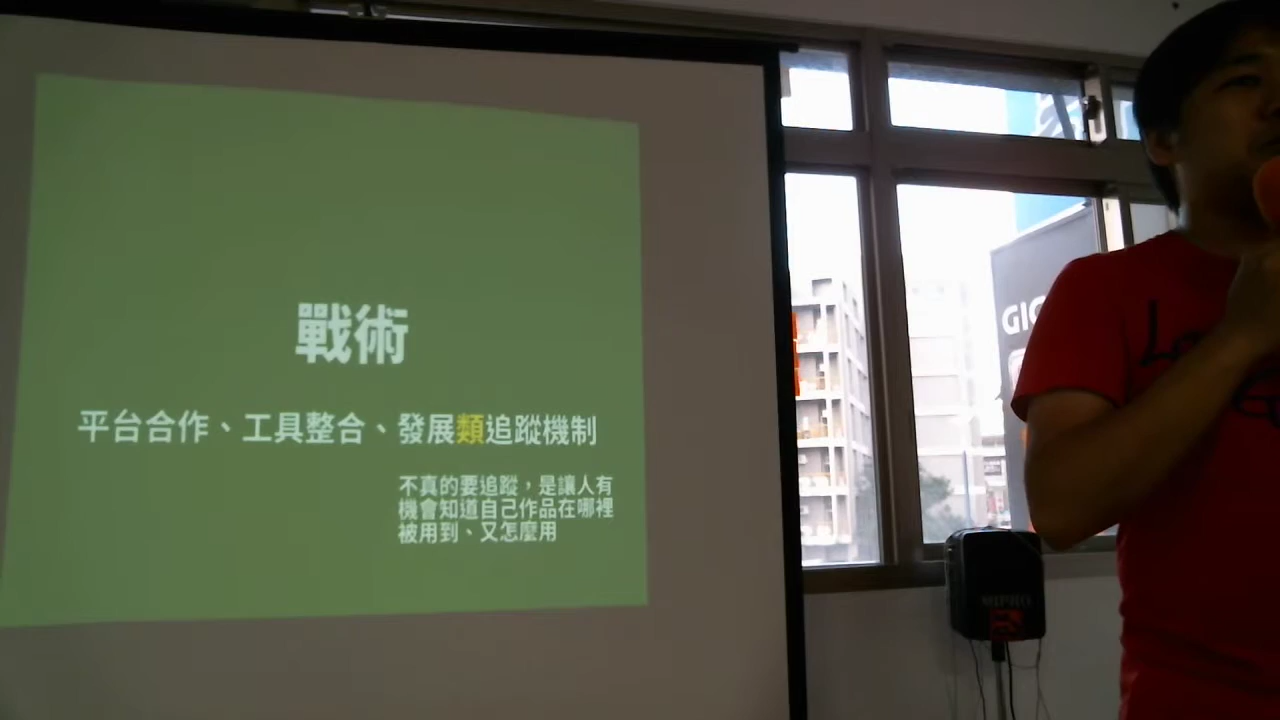 戰術
平台合作、工具整合、發展類追蹤機制
不真的要追蹤，是讓人有
機會知道自己作品在哪裡
被用到、又怎麼用
GIG
MIPRO